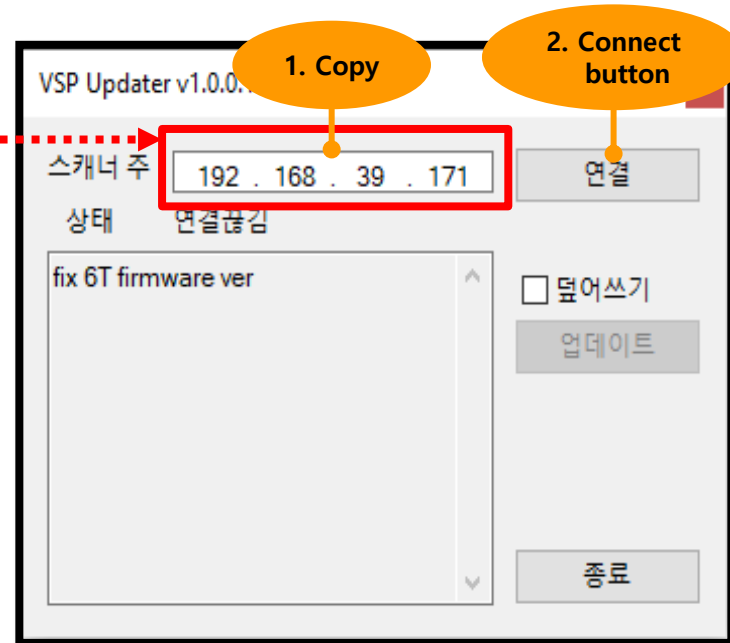 1. Copy
2. Connect
button
VSP Updater v1.0.0.
스캐너 주
192 . 168 . 39 . 171
연결
상태 연결끊김
fix 6T firmware ver
덮어쓰기
업데이트
종료